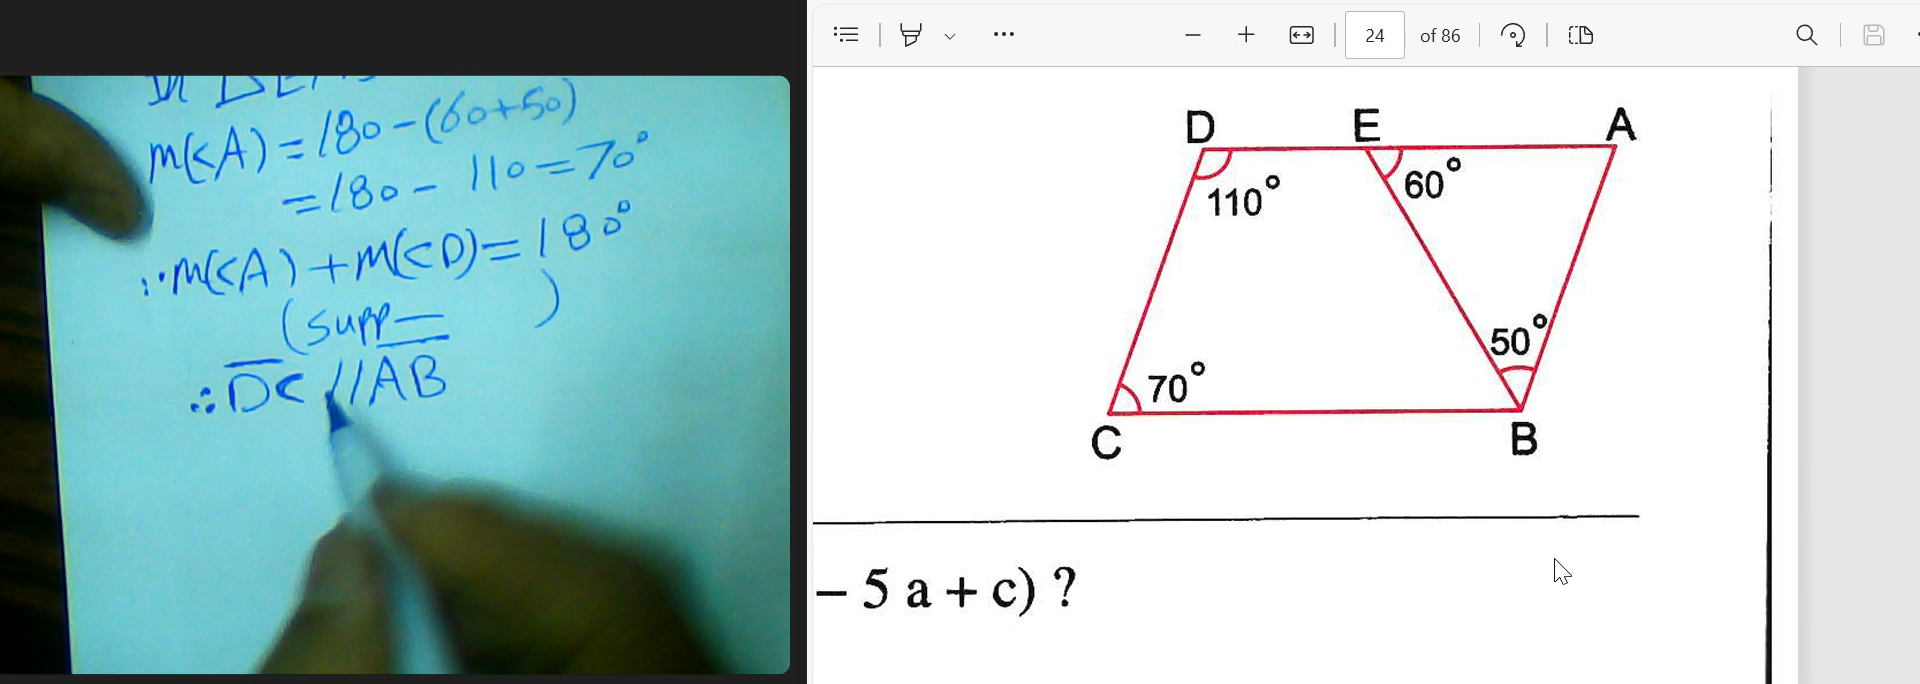 m(<A) = 180 - (60+50)
= 180 - 110 = 70°
∵ m(<A) + m(<D) = 180°
(supp )
∴ DC // AB
24 of 86
D E A
110° 60°
50°
70°
C B
– 5 a + c) ?